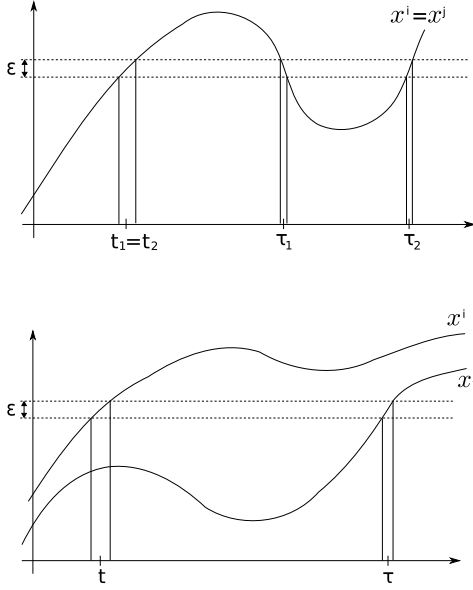 xⁱ=xʲ
ε
t₁=t₂
τ₁
τ₂
xⁱ
x
ε
t
τ